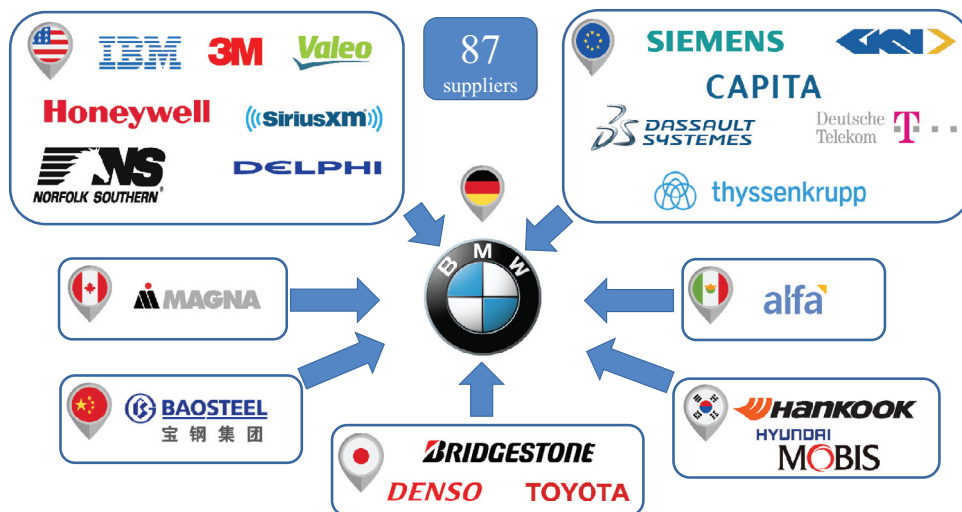 IBM
3M
Valeo
Honeywell
((SiriusXM))
NS
NORFOLK SOUTHERN®
DELPHI
87
suppliers
SIEMENS
GKN
CAPITA
DASSAULT
SYSTEMES
Deutsche
Telekom
T
thyssenkrupp
BMW
MAGNA
alfa
BAOSTEEL
宝钢集团
BRIDGESTONE
DENSO
TOYOTA
HANKOOK
HYUNDAI
MOBIS